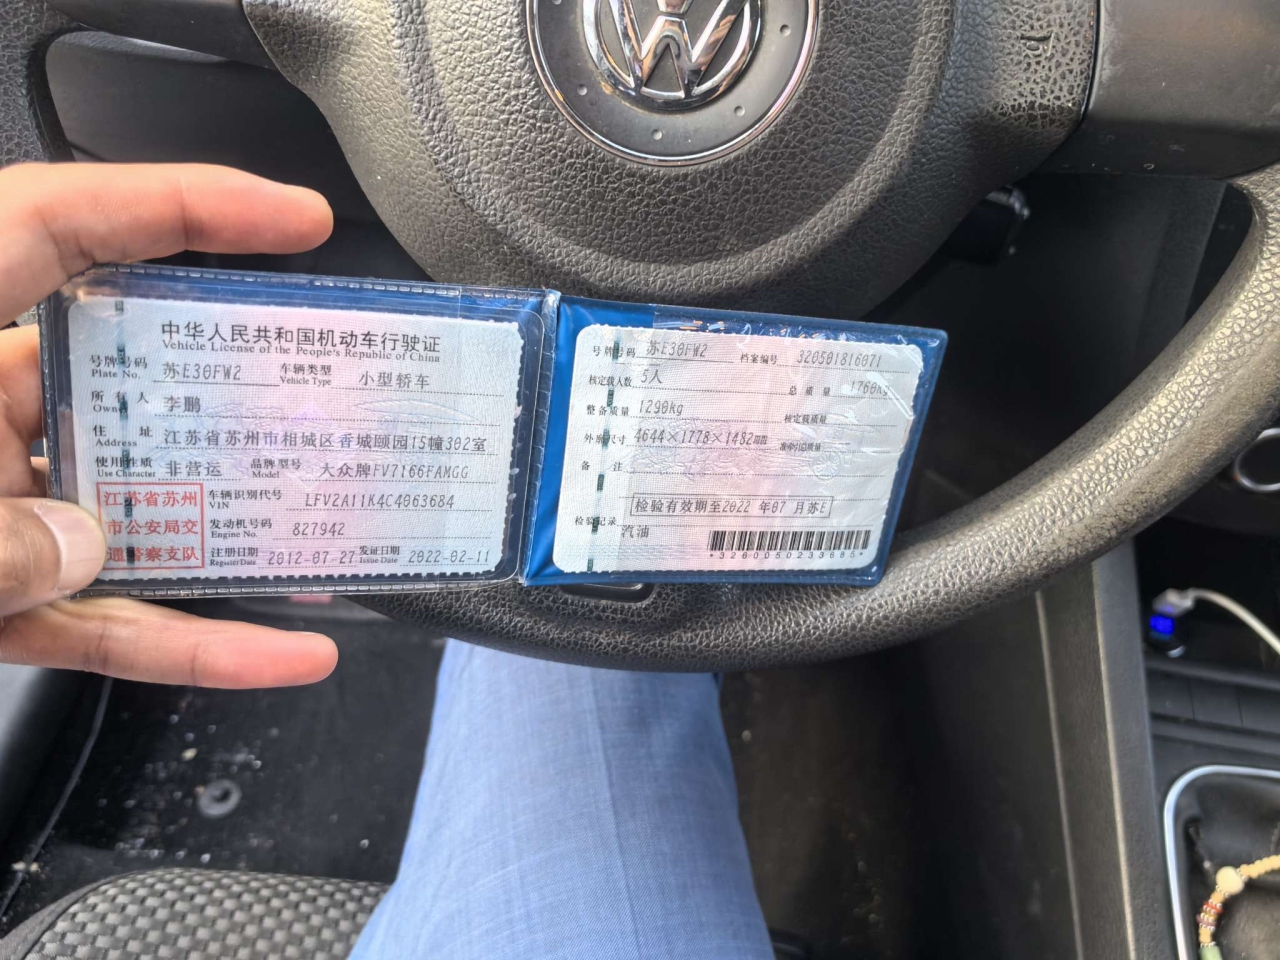 中华人民共和国机动车行驶证
Vehicle License of the People's Republic of China
号牌号码 Plate No. 苏E30FW2 车辆类型 Vehicle Type 小型轿车
所有人 Owner 李鹏
住址 Address 江苏省苏州市相城区香城颐园15幢302室
使用性质 Use Character 非营运 品牌型号 Model 大众牌FV7166FAMGG
江苏省苏州
市公安局交
通警察支队
车辆识别代号 VIN LFV2A11K4C4063684
发动机号码 Engine No. 827942
注册日期 Register Date 2012-07-27 发证日期 Issue Date 2022-02-11
号牌号码 苏E30FW2 档案编号 320501816071
核定载人数 5人 总质量 1760kg
整备质量 1290kg 核定载质量
外廓尺寸 4644×1778×1482 准牵引总质量
备注
检验有效期至2022年07月苏E
检验记录 汽油